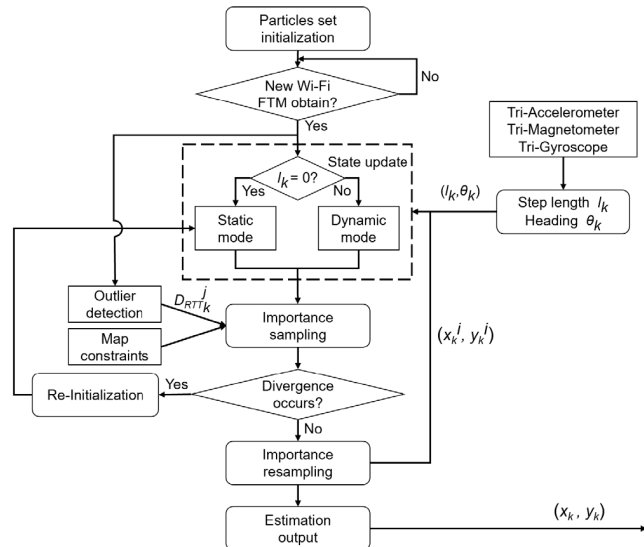 Particles set
initialization
No
New Wi-Fi
FTM obtain?
Yes
Tri-Accelerometer
Tri-Magnetometer
Tri-Gyroscope
State update
l_k = 0?
Yes
No
(l_k,θ_k)
Step length l_k
Heading θ_k
Static
mode
Dynamic
mode
Outlier
detection
D_RTT_k^j
Importance
sampling
(x_k^i, y_k^i)
Map
constraints
Re-Initialization
Yes
Divergence
occurs?
No
Importance
resampling
Estimation
output
(x_k, y_k)